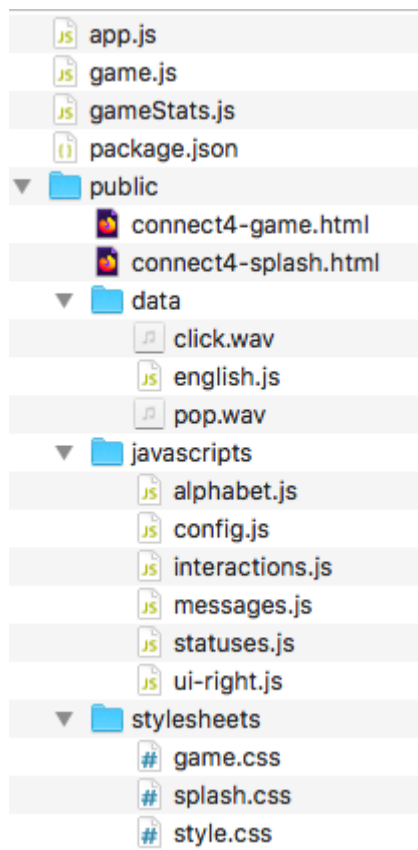 app.js
game.js
gameStats.js
package.json
public
connect4-game.html
connect4-splash.html
data
click.wav
english.js
pop.wav
javascripts
alphabet.js
config.js
interactions.js
messages.js
statuses.js
ui-right.js
stylesheets
game.css
splash.css
style.css